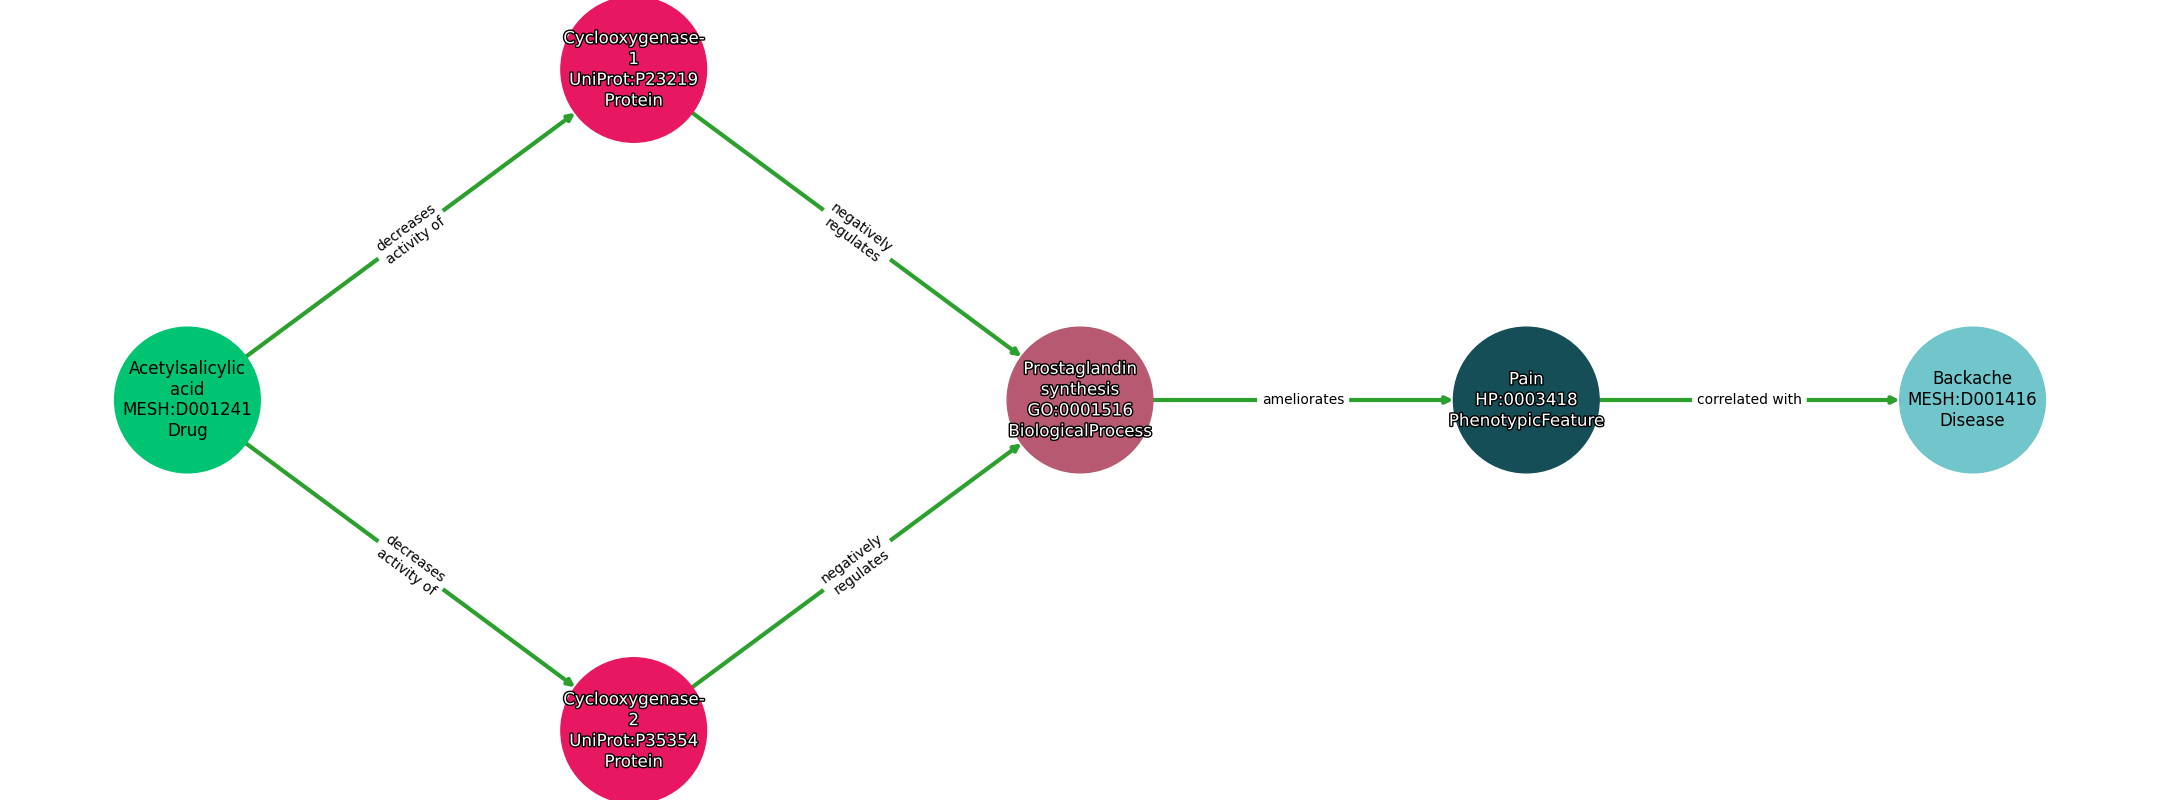 Cyclooxygenase-
1
UniProt:P23219
Protein
decreases
activity of
negatively
regulates
Acetylsalicylic
acid
MESH:D001241
Drug
Prostaglandin
synthesis
GO:0001516
BiologicalProcess
ameliorates
Pain
HP:0003418
PhenotypicFeature
correlated with
Backache
MESH:D001416
Disease
decreases
activity of
negatively
regulates
Cyclooxygenase-
2
UniProt:P35354
Protein